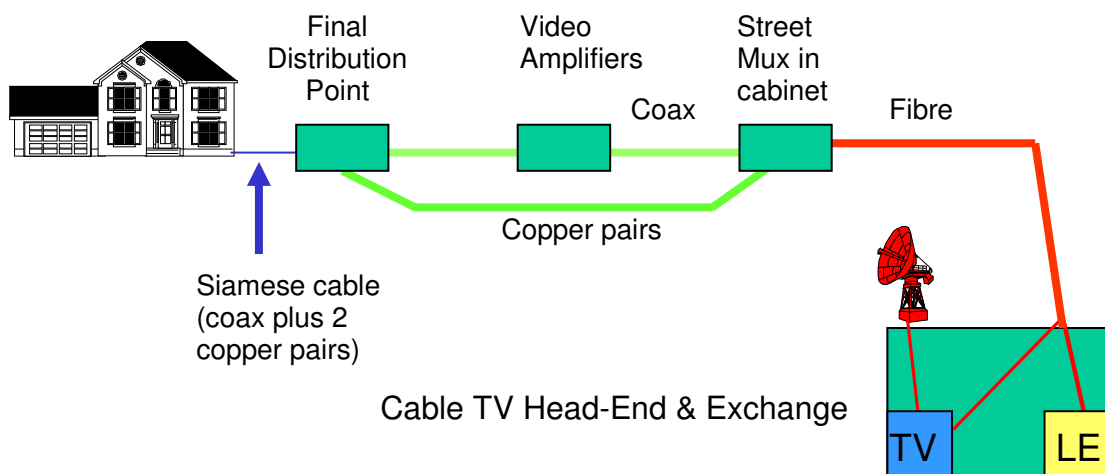 Final
Distribution
Point
Video
Amplifiers
Street
Mux in
cabinet
Coax
Fibre
Copper pairs
Siamese cable
(coax plus 2
copper pairs)
Cable TV Head-End & Exchange
TV
LE